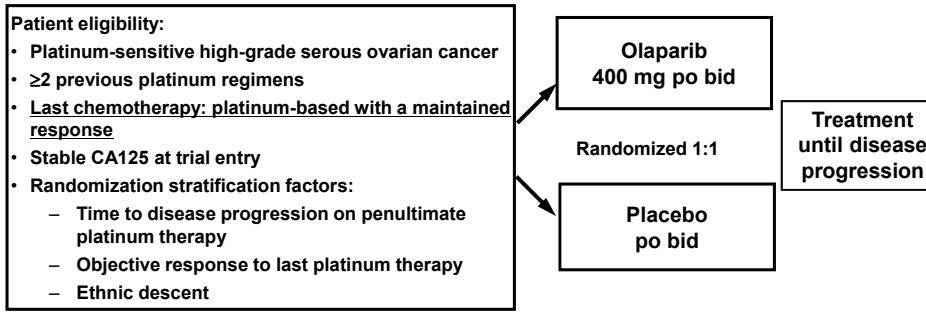 Patient eligibility:
• Platinum-sensitive high-grade serous ovarian cancer
• ≥2 previous platinum regimens
• Last chemotherapy: platinum-based with a maintained
response
• Stable CA125 at trial entry
• Randomization stratification factors:
– Time to disease progression on penultimate
platinum therapy
– Objective response to last platinum therapy
– Ethnic descent
Olaparib
400 mg po bid
Randomized 1:1
Placebo
po bid
Treatment
until disease
progression